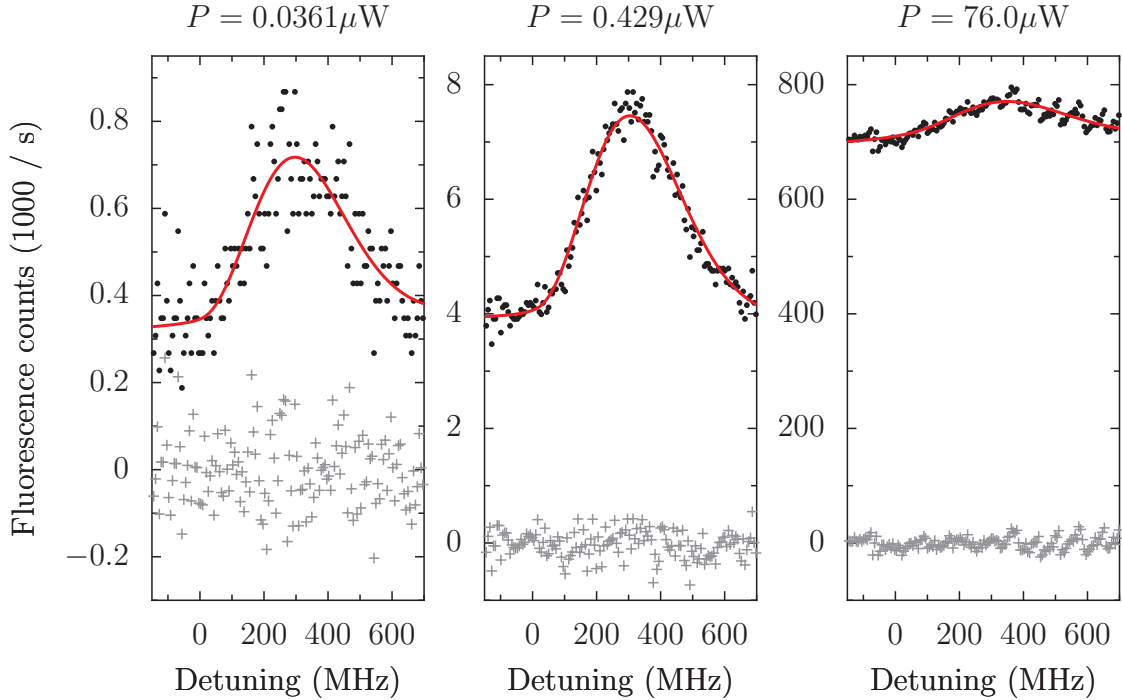 P = 0.0361μW
P = 0.429μW
P = 76.0μW
Fluorescence counts (1000 / s)
0.8
0.6
0.4
0.2
0
−0.2
8
6
4
2
0
800
600
400
200
0
0 200 400 600
0 200 400 600
0 200 400 600
Detuning (MHz)
Detuning (MHz)
Detuning (MHz)